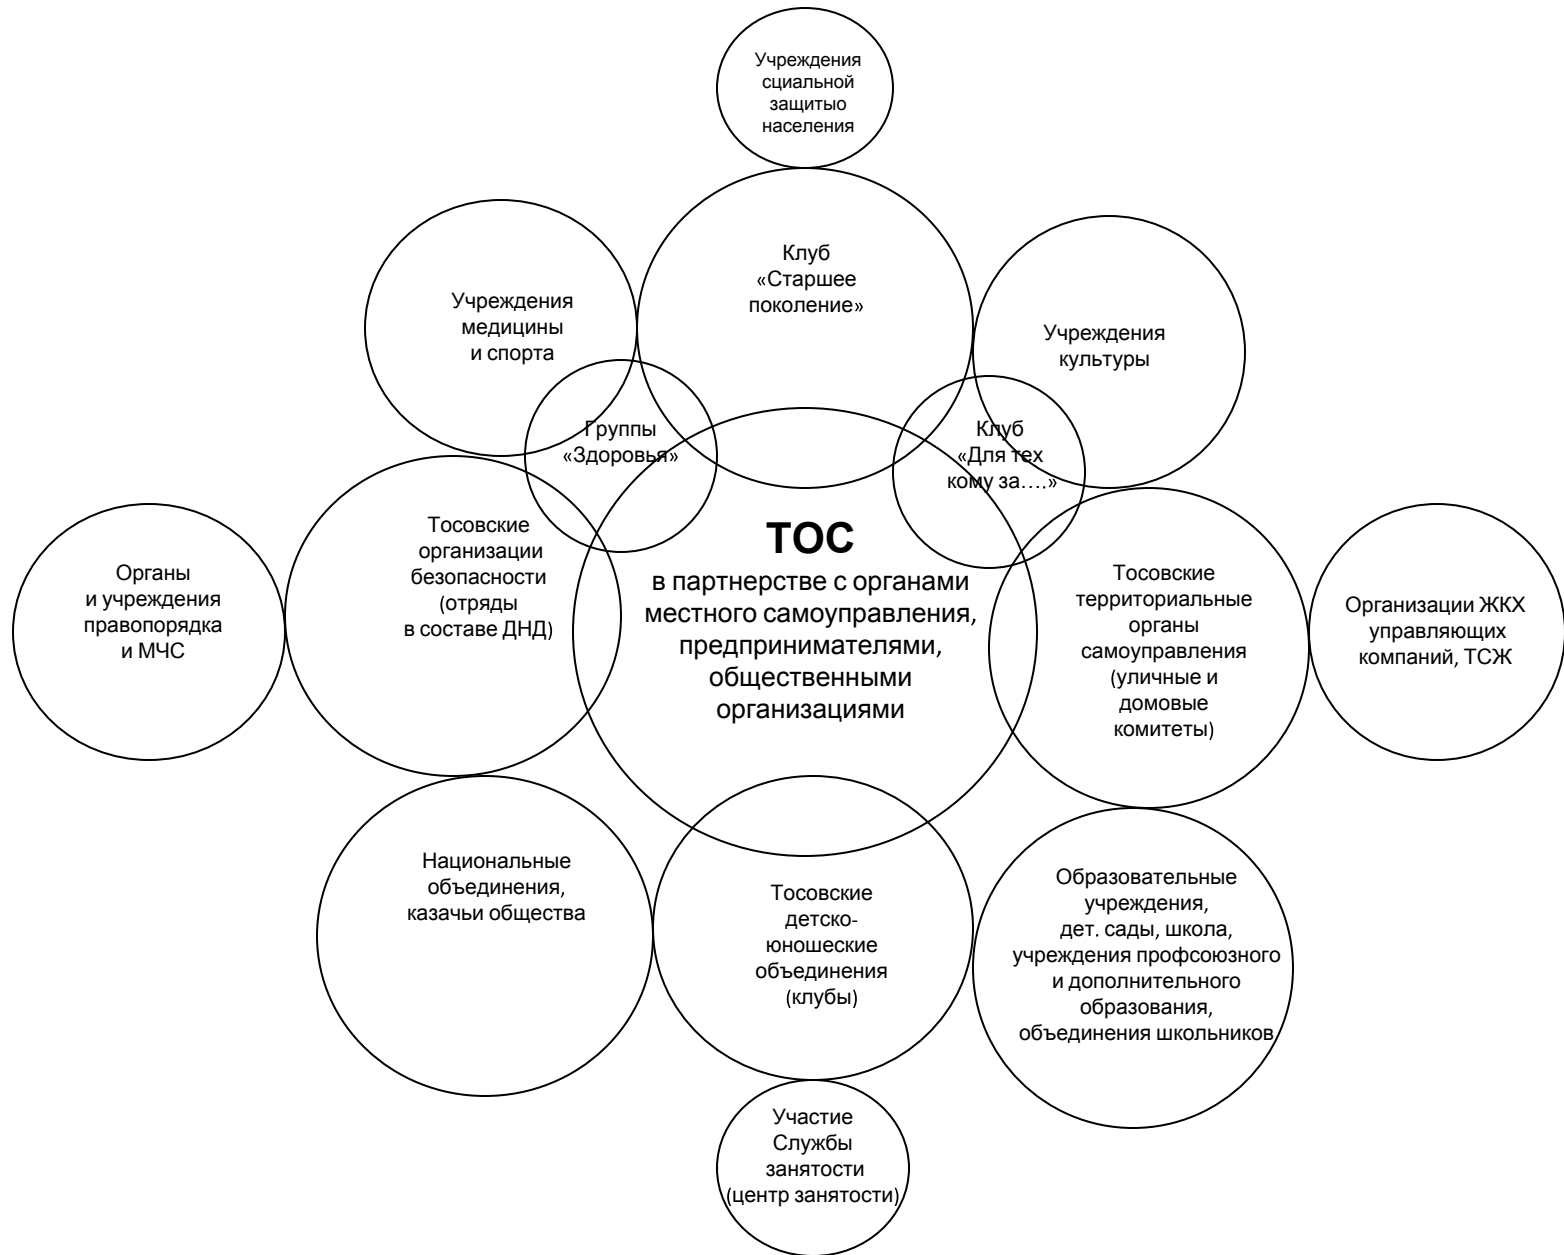 Учреждения
сциальной
защитыо
населения
Клуб
«Старшее
поколение»
Учреждения
медицины
и спорта
Учреждения
культуры
Группы
«Здоровья»
Клуб
«Для тех
кому за….»
Органы
и учреждения
правопорядка
и МЧС
Тосовские
организации
безопасности
(отряды
в составе ДНД)
ТОС
в партнерстве с органами
местного самоуправления,
предпринимателями,
общественными
организациями
Тосовские
территориальные
органы
самоуправления
(уличные и
домовые
комитеты)
Организации ЖКХ
управляющих
компаний, ТСЖ
Национальные
объединения,
казачьи общества
Тосовские
детско-
юношеские
объединения
(клубы)
Образовательные
учреждения,
дет. сады, школа,
учреждения профсоюзного
и дополнительного
образования,
объединения школьников
Участие
Службы
занятости
(центр занятости)